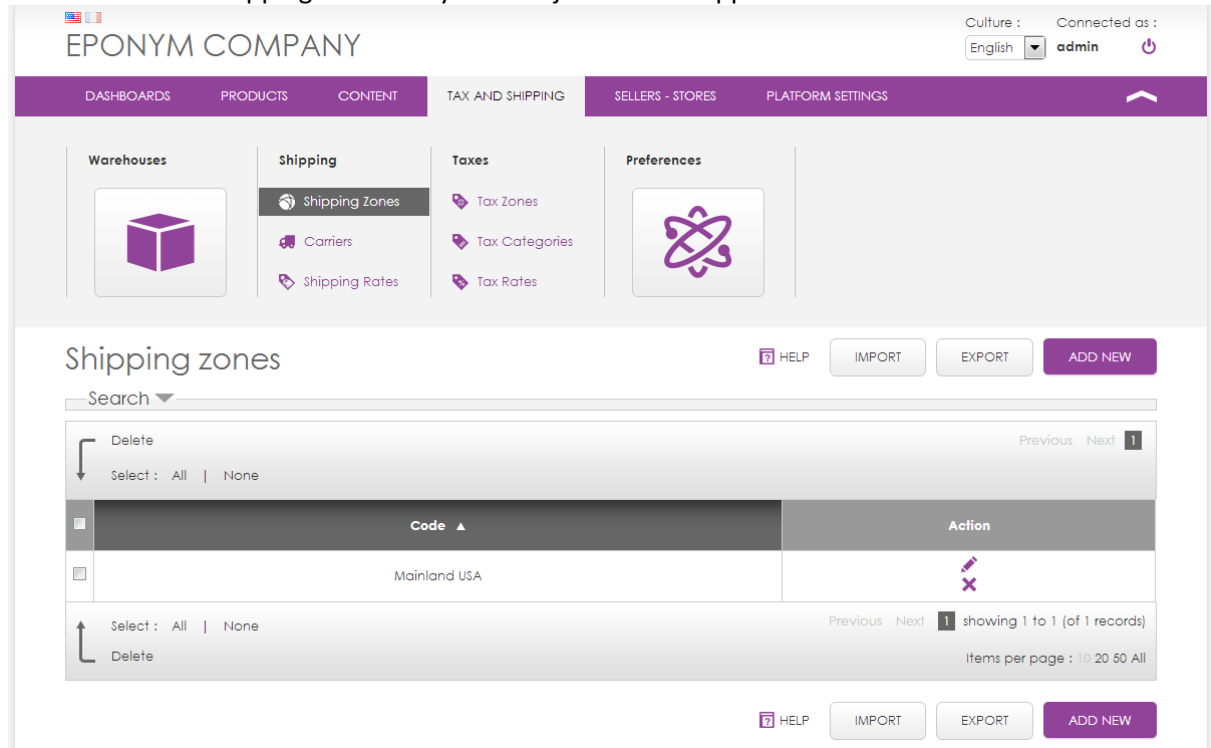 Culture : Connected as :
EPONYM COMPANY
English admin
DASHBOARDS PRODUCTS CONTENT TAX AND SHIPPING SELLERS - STORES PLATFORM SETTINGS
Warehouses Shipping Taxes Preferences
Shipping Zones Tax Zones
Carriers Tax Categories
Shipping Rates Tax Rates
Shipping zones ? HELP IMPORT EXPORT ADD NEW
Search
Delete Previous Next 1
Select : All | None
Code ▲ Action
Mainland USA
Select : All | None Previous Next 1 showing 1 to 1 (of 1 records)
Delete Items per page : 10 20 50 All
? HELP IMPORT EXPORT ADD NEW